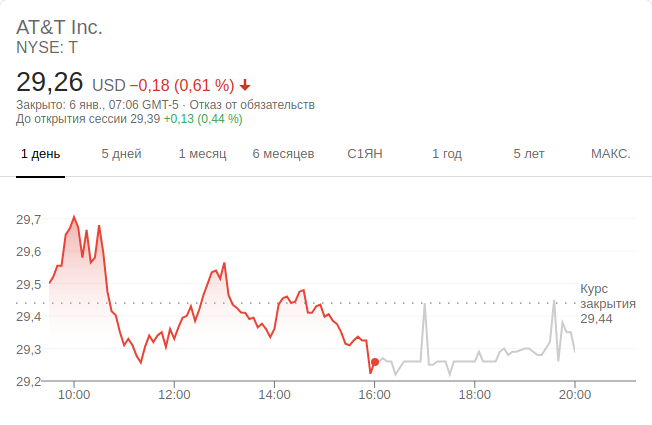 AT&T Inc.
NYSE: T
29,26 USD −0,18 (0,61 %)
Закрыто: 6 янв., 07:06 GMT-5 · Отказ от обязательств
До открытия сессии 29,39 +0,13 (0,44 %)
1 день 5 дней 1 месяц 6 месяцев С1ЯН 1 год 5 лет МАКС.
29,7
29,6
29,5
29,4
29,3
29,2
Курс
закрытия
29,44
10:00 12:00 14:00 16:00 18:00 20:00